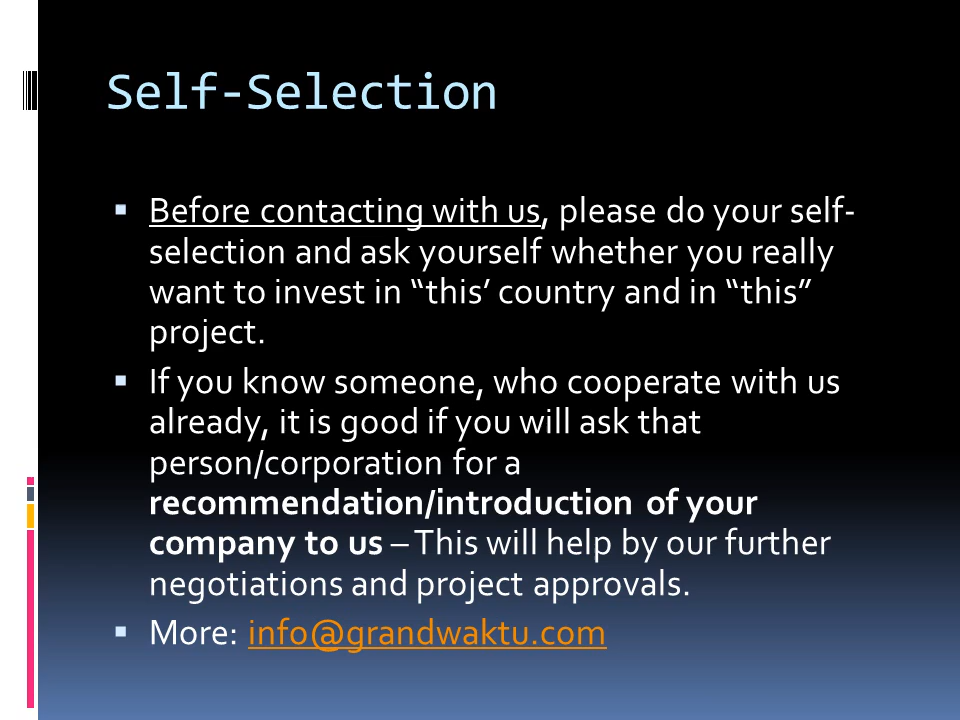 Self-Selection
Before contacting with us, please do your self-
selection and ask yourself whether you really
want to invest in “this‘ country and in “this”
project.
If you know someone, who cooperate with us
already, it is good if you will ask that
person/corporation for a
recommendation/introduction of your
company to us – This will help by our further
negotiations and project approvals.
More: info@grandwaktu.com